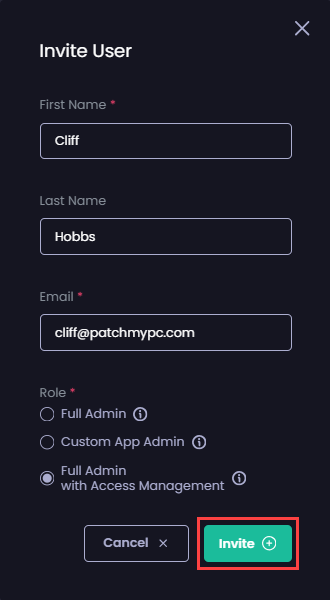 Invite User
First Name *
Cliff
Last Name
Hobbs
Email *
cliff@patchmypc.com
Role *
Full Admin
Custom App Admin
Full Admin
with Access Management
Cancel
Invite